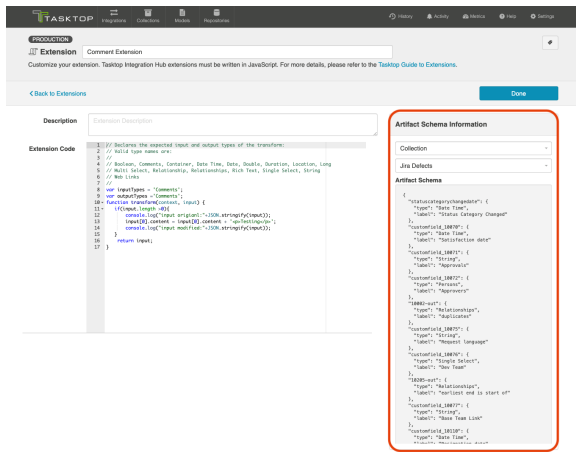 TASKTOP
Integrations
Collections
Models
Repositories
History
Activity
Metrics
Help
Settings
PRODUCTION
Extension
Comment Extension
Customize your extension. Tasktop Integration Hub extensions must be written in JavaScript. For more details, please refer to the Tasktop Guide to Extensions.
Back to Extensions
Done
Description
Extension Description
Extension Code
1 // Declares the expected input and output types of the transform:
2 // Valid type names are:
3 //
4 // Boolean, Comments, Container, Date Time, Date, Double, Duration, Location, Long
5 // Multi Select, Relationship, Relationships, Rich Text, Single Select, String
6 // Web Links
7 //
8 var inputTypes = 'Comments';
9 var outputTypes ='Comments';
10 function transform(context, input) {
11 if(input.length >0){
12 console.log("input origianl:"+JSON.stringify(input));
13 input[0].content = input[0].content + '<p>Testing</p>';
14 console.log("input modified:"+JSON.stringify(input));
15 }
16 return input;
17 }
Artifact Schema Information
Collection
Jira Defects
Artifact Schema
{
"statuscategorychangedate": {
"type": "Date Time",
"label": "Status Category Changed"
},
"customfield_10070": {
"type": "Date Time",
"label": "Satisfaction date"
},
"customfield_10071": {
"type": "String",
"label": "Approvals"
},
"customfield_10072": {
"type": "Persons",
"label": "Approvers"
},
"10002-out": {
"type": "Relationships",
"label": "duplicates"
},
"customfield_10075": {
"type": "String",
"label": "Request language"
},
"customfield_10076": {
"type": "Single Select",
"label": "Dev Team"
},
"10205-out": {
"type": "Relationships",
"label": "earliest end is start of"
},
"customfield_10077": {
"type": "String",
"label": "Base Team Link"
},
"customfield_10110": {
"type": "Date Time",